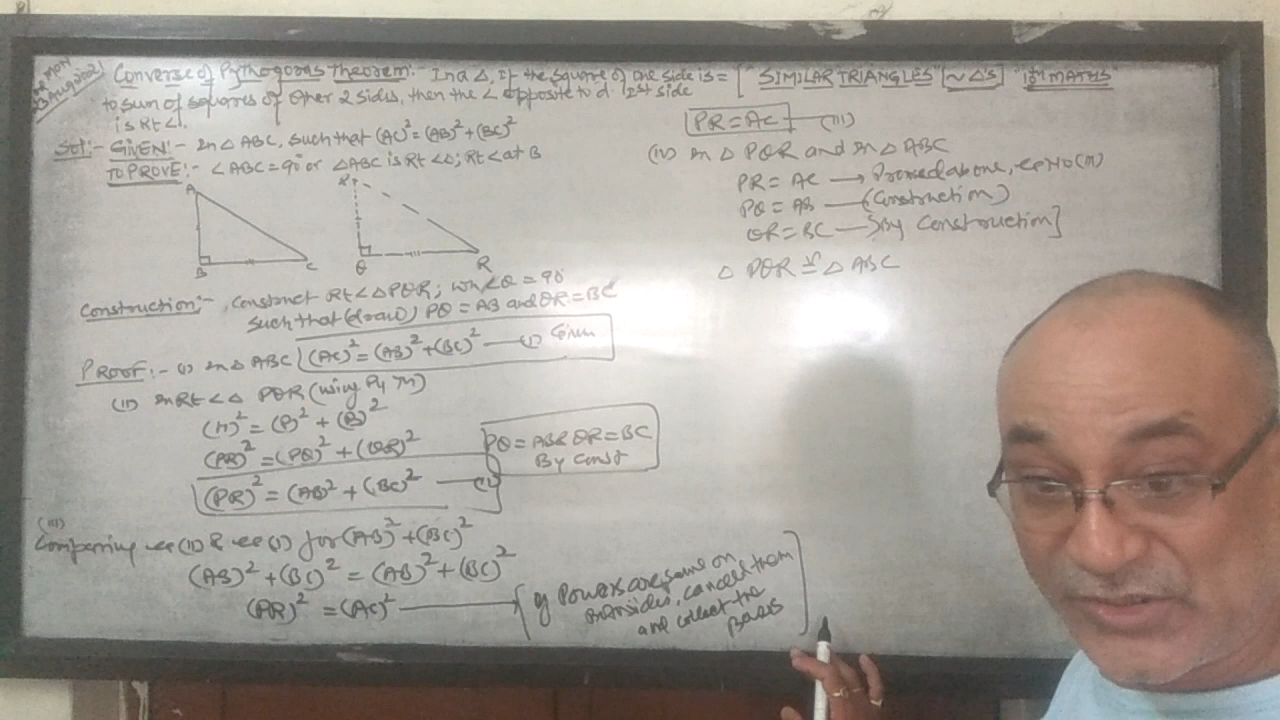 MON
23 Aug 2021
Converse of Pythogoras Theorem:- In a Δ, If the square of one side is =
to sum of squares of other 2 sides, then the ∠ opposite to d 1st side
is Rt ∠.
["SIMILAR TRIANGLES" [~ Δ's] MATHS
GIVEN:- In Δ ABC, such that (AC)² = (AB)² + (BC)²
TO PROVE:- ∠ABC = 90° or ΔABC is Rt ∠Δ; Rt ∠ at B
A
B
C
Q
R
Construction:- Construct Rt ∠ Δ PQR; ∠Q = 90°
such that (draw) PQ = AB and QR = BC
PROOF:- (i) In Δ ABC (AC)² = (AB)² + (BC)² — (i) Given
(ii) In Rt ∠ Δ PQR (using Py Th)
(H)² = (P)² + (B)²
(PR)² = (PQ)² + (QR)²
PQ = AB & QR = BC
By Const
(PR)² = (AB)² + (BC)² — (ii)
(iii)
Comparing eq (ii) & eq (i) for (AB)² + (BC)²
(AB)² + (BC)² = (AB)² + (BC)²
(PR)² = (AC)²
[If Powers are same on
both sides, cancel them
and collect the
Bases]
PR = AC — (iii)
(iv) In Δ PQR and In Δ ABC
PR = AC → Proved above, eq No (iii)
PQ = AB — (Construction)
QR = BC — [By Construction]
Δ PQR ≅ Δ ABC